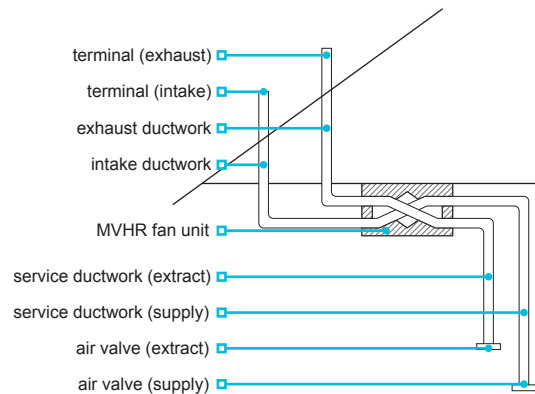 terminal (exhaust)
terminal (intake)
exhaust ductwork
intake ductwork
MVHR fan unit
service ductwork (extract)
service ductwork (supply)
air valve (extract)
air valve (supply)